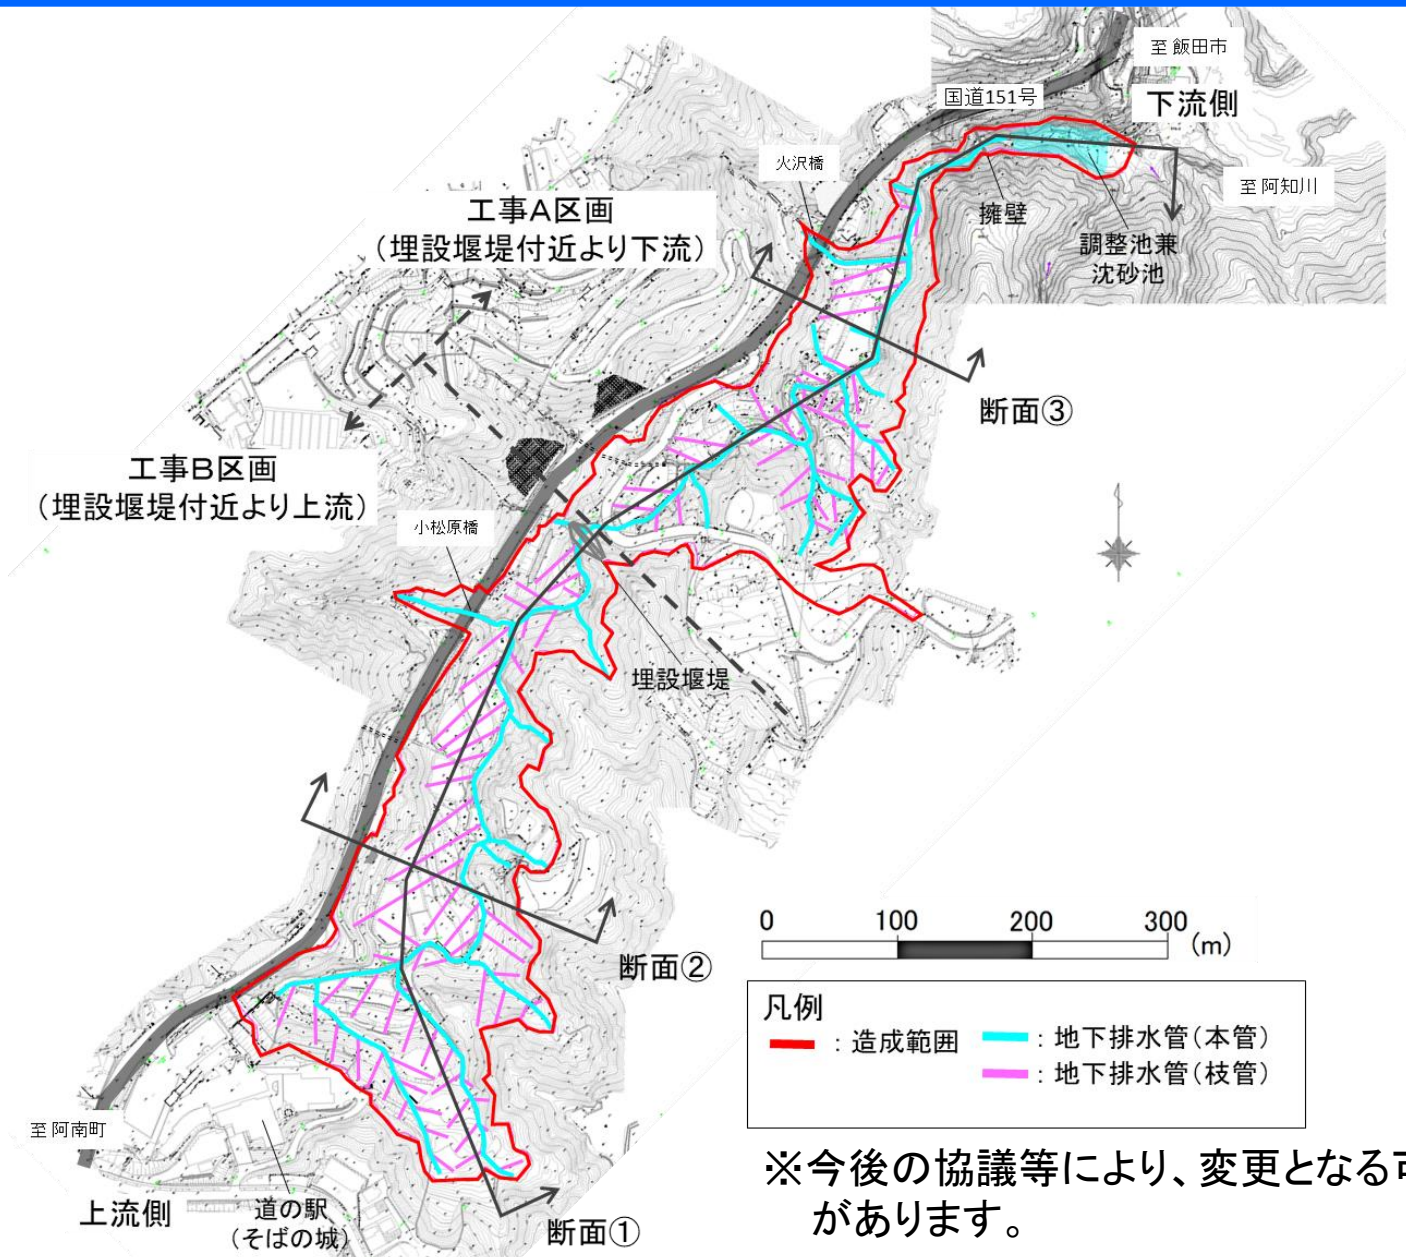 至 飯田市
国道151号
下流側
火沢橋
至 阿知川
工事A区画
(埋設堰堤付近より下流)
擁壁
調整池兼
沈砂池
断面③
工事B区画
(埋設堰堤付近より上流)
小松原橋
埋設堰堤
断面②
0 100 200 300
(m)
凡例
：造成範囲
：地下排水管(本管)
：地下排水管(枝管)
至 阿南町
上流側
道の駅
(そばの城)
断面①
※今後の協議等により、変更となる可
があります。